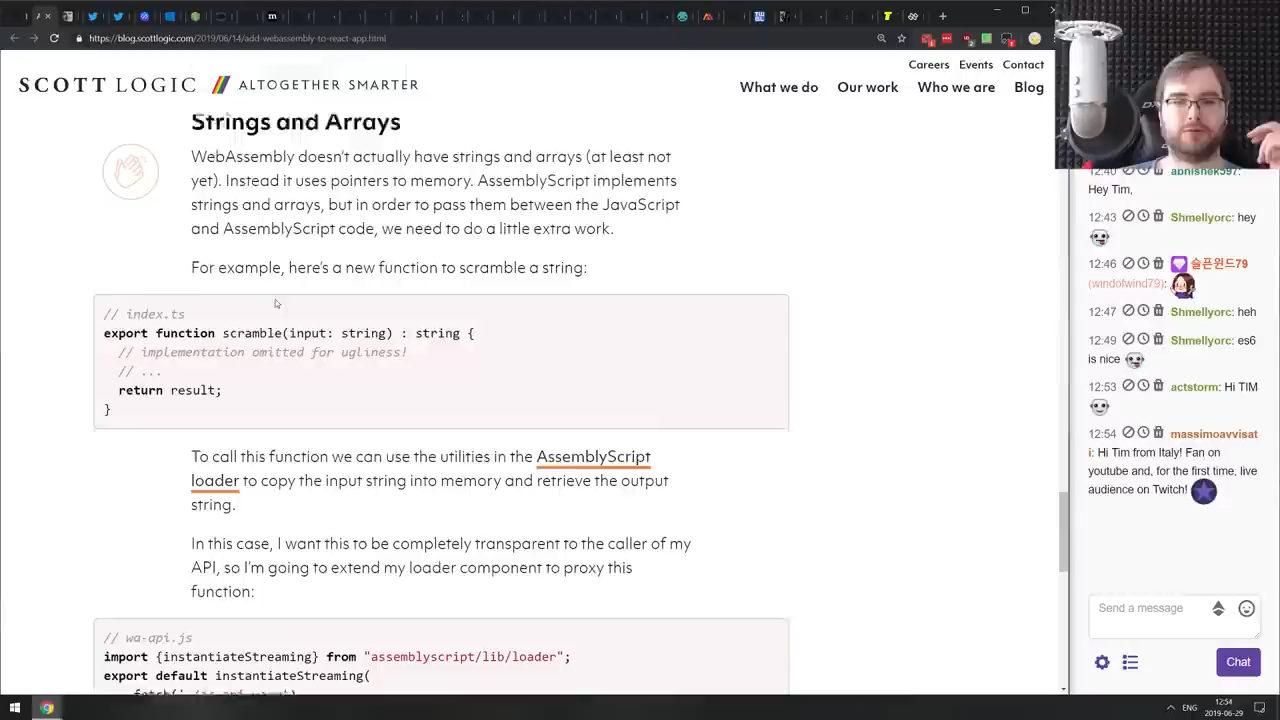 https://blog.scottlogic.com/2019/06/14/add-webassembly-to-react-app.html
Careers Events Contact
SCOTT LOGIC ALTOGETHER SMARTER
What we do Our work Who we are Blog
Strings and Arrays
WebAssembly doesn’t actually have strings and arrays (at least not
yet). Instead it uses pointers to memory. AssemblyScript implements
strings and arrays, but in order to pass them between the JavaScript
and AssemblyScript code, we need to do a little extra work.
For example, here’s a new function to scramble a string:
// index.ts
export function scramble(input: string) : string {
// implementation omitted for ugliness!
// ...
return result;
}
To call this function we can use the utilities in the AssemblyScript
loader to copy the input string into memory and retrieve the output
string.
In this case, I want this to be completely transparent to the caller of my
API, so I’m going to extend my loader component to proxy this
function:
// wa-api.js
import {instantiateStreaming} from "assemblyscript/lib/loader";
export default instantiateStreaming(
12:40 abhishek597:
Hey Tim,
12:43 Shmellyorc: hey
12:46 슬픈윈드79
(windofwind79):
12:47 Shmellyorc: heh
12:49 Shmellyorc: es6
is nice
12:53 actstorm: Hi TIM
12:54 massimoavvisat
i: Hi Tim from Italy! Fan on
youtube and, for the first time, live
audience on Twitch!
Send a message
Chat
ENG
12:54
2019-06-29